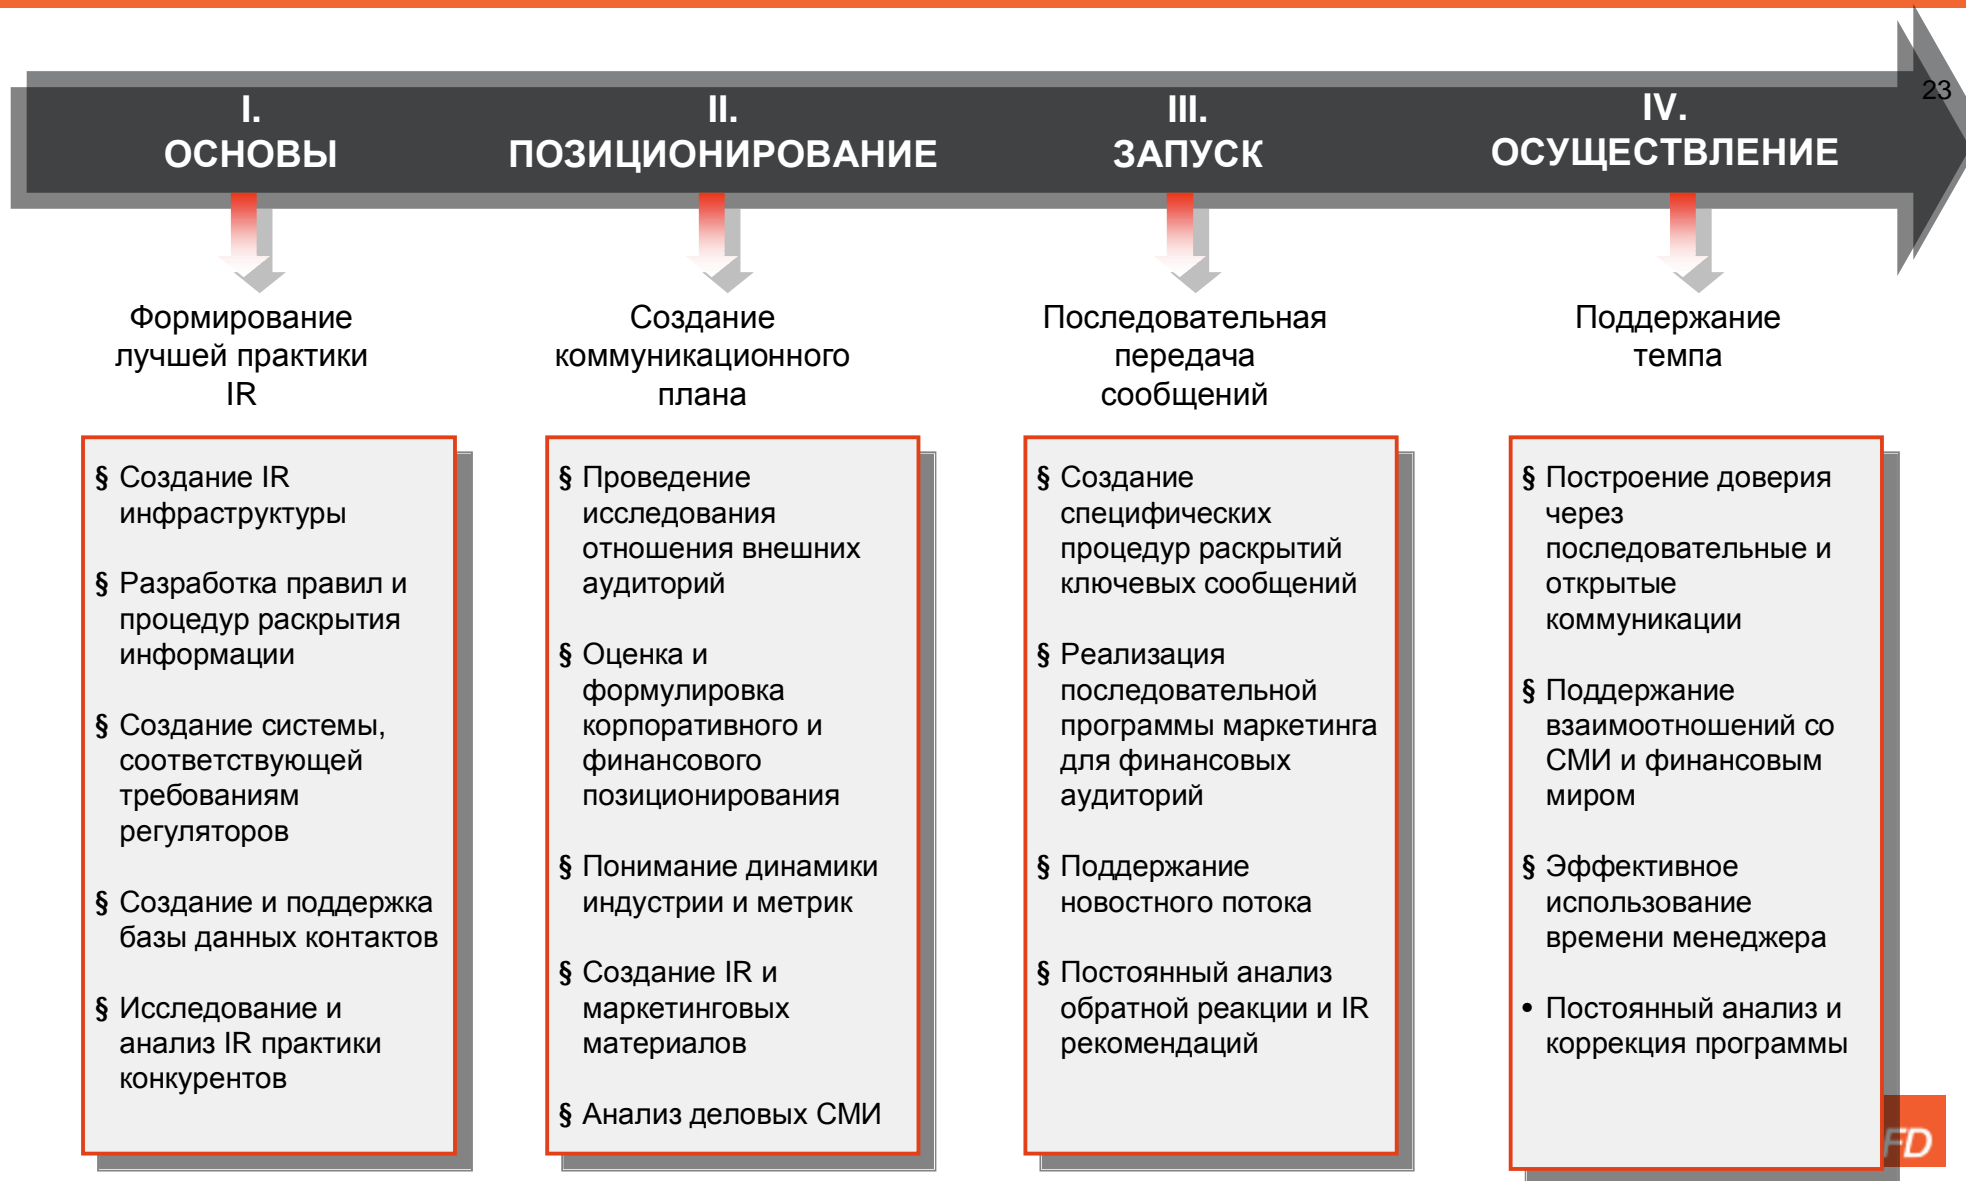 23
I.
ОСНОВЫ
II.
ПОЗИЦИОНИРОВАНИЕ
III.
ЗАПУСК
IV.
ОСУЩЕСТВЛЕНИЕ
Формирование
лучшей практики
IR
Создание
коммуникационного
плана
Последовательная
передача
сообщений
Поддержание
темпа
§ Создание IR
инфраструктуры
§ Разработка правил и
процедур раскрытия
информации
§ Создание системы,
соответствующей
требованиям
регуляторов
§ Создание и поддержка
базы данных контактов
§ Исследование и
анализ IR практики
конкурентов
§ Проведение
исследования
отношения внешних
аудиторий
§ Оценка и
формулировка
корпоративного и
финансового
позиционирования
§ Понимание динамики
индустрии и метрик
§ Создание IR и
маркетинговых
материалов
§ Анализ деловых СМИ
§ Создание
специфических
процедур раскрытий
ключевых сообщений
§ Реализация
последовательной
программы маркетинга
для финансовых
аудиторий
§ Поддержание
новостного потока
§ Постоянный анализ
обратной реакции и IR
рекомендаций
§ Построение доверия
через
последовательные и
открытые
коммуникации
§ Поддержание
взаимоотношений со
СМИ и финансовым
миром
§ Эффективное
использование
времени менеджера
• Постоянный анализ и
коррекция программы
FD